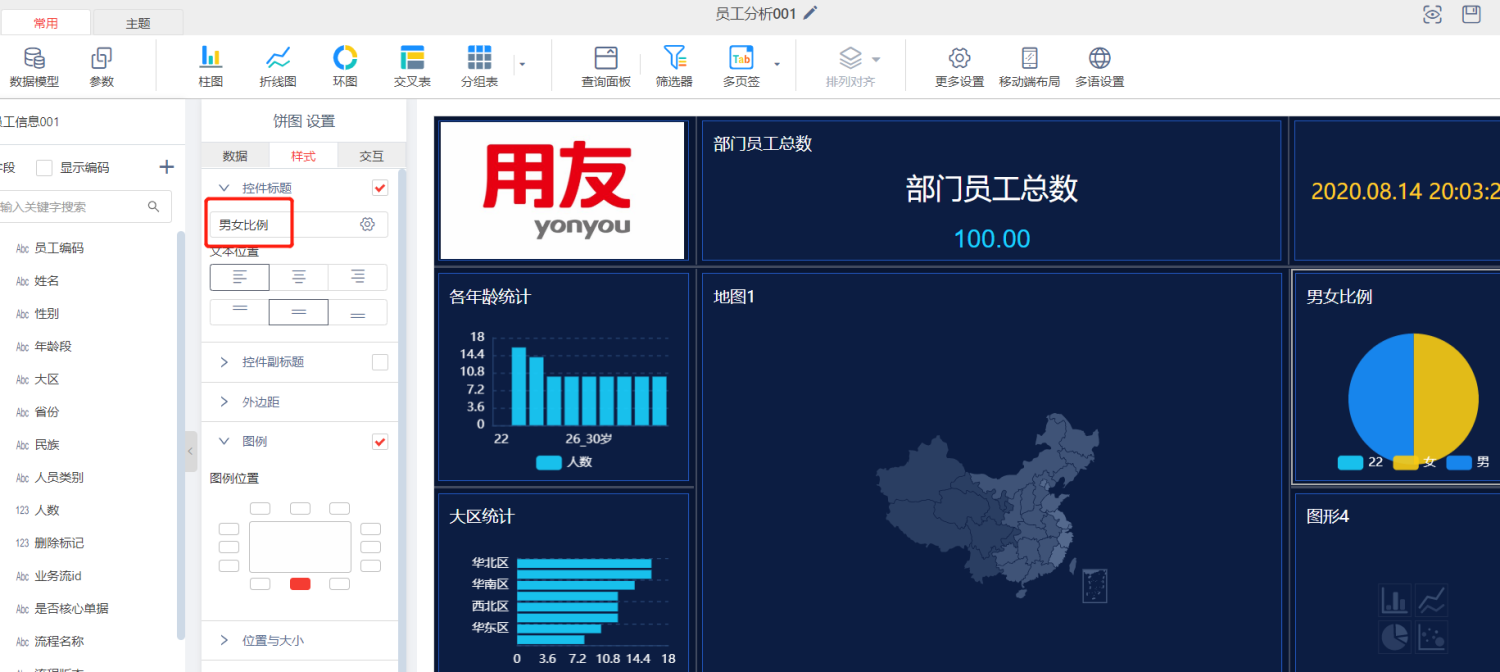 员工分析001
常用
主题
数据模型
参数
柱图
折线图
环图
交叉表
分组表
查询面板
筛选器
Tab
多页签
排列对齐
更多设置
移动端布局
多语设置
员工信息001
字段
显示编码
输入关键字搜索
Abc 员工编码
Abc 姓名
Abc 性别
Abc 年龄段
Abc 大区
Abc 省份
Abc 民族
Abc 人员类别
123 人数
123 删除标记
Abc 业务流id
Abc 是否核心单据
Abc 流程名称
Abc 流程版本
饼图 设置
数据
样式
交互
控件标题
男女比例
文本位置
控件副标题
外边距
图例
图例位置
位置与大小
用友
yonyou
部门员工总数
部门员工总数
100.00
2020.08.14 20:03:2
各年龄统计
18
14.4
10.8
7.2
3.6
0
22
26_30岁
人数
地图1
男女比例
22
女
男
大区统计
华北区
华南区
西北区
华东区
0 3.6 7.2 10.8 14.4 18
图形4